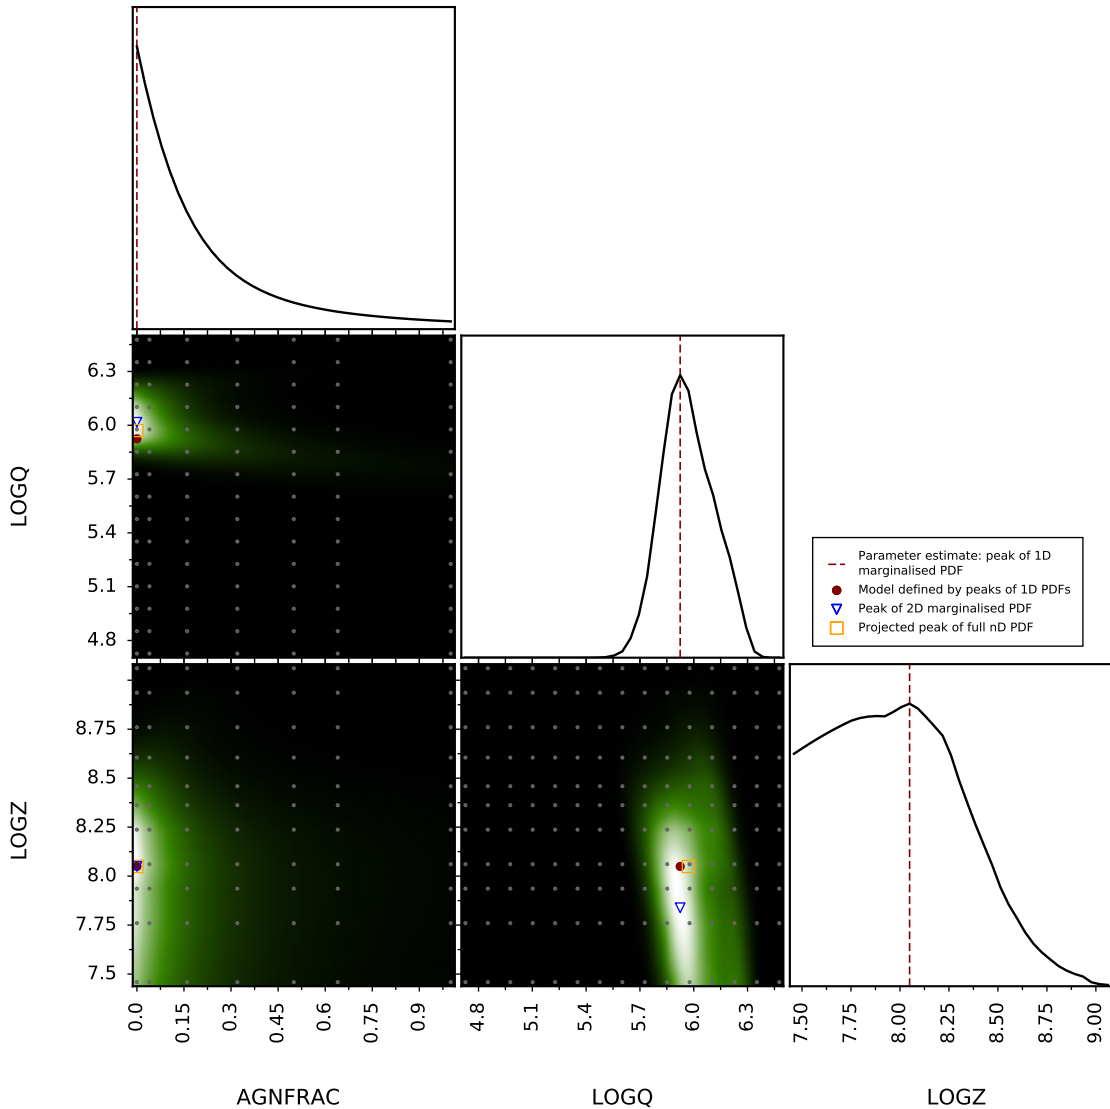 6.3
6.0
5.7
5.4
5.1
4.8
LOGQ
Parameter estimate: peak of 1D
marginalised PDF
Model defined by peaks of 1D PDFs
Peak of 2D marginalised PDF
Projected peak of full nD PDF
8.75
8.5
8.25
8.0
7.75
7.5
LOGZ
0.0 0.15 0.3 0.45 0.6 0.75 0.9
4.8 5.1 5.4 5.7 6.0 6.3
7.50 7.75 8.00 8.25 8.50 8.75 9.00
AGNFRAC LOGQ LOGZ